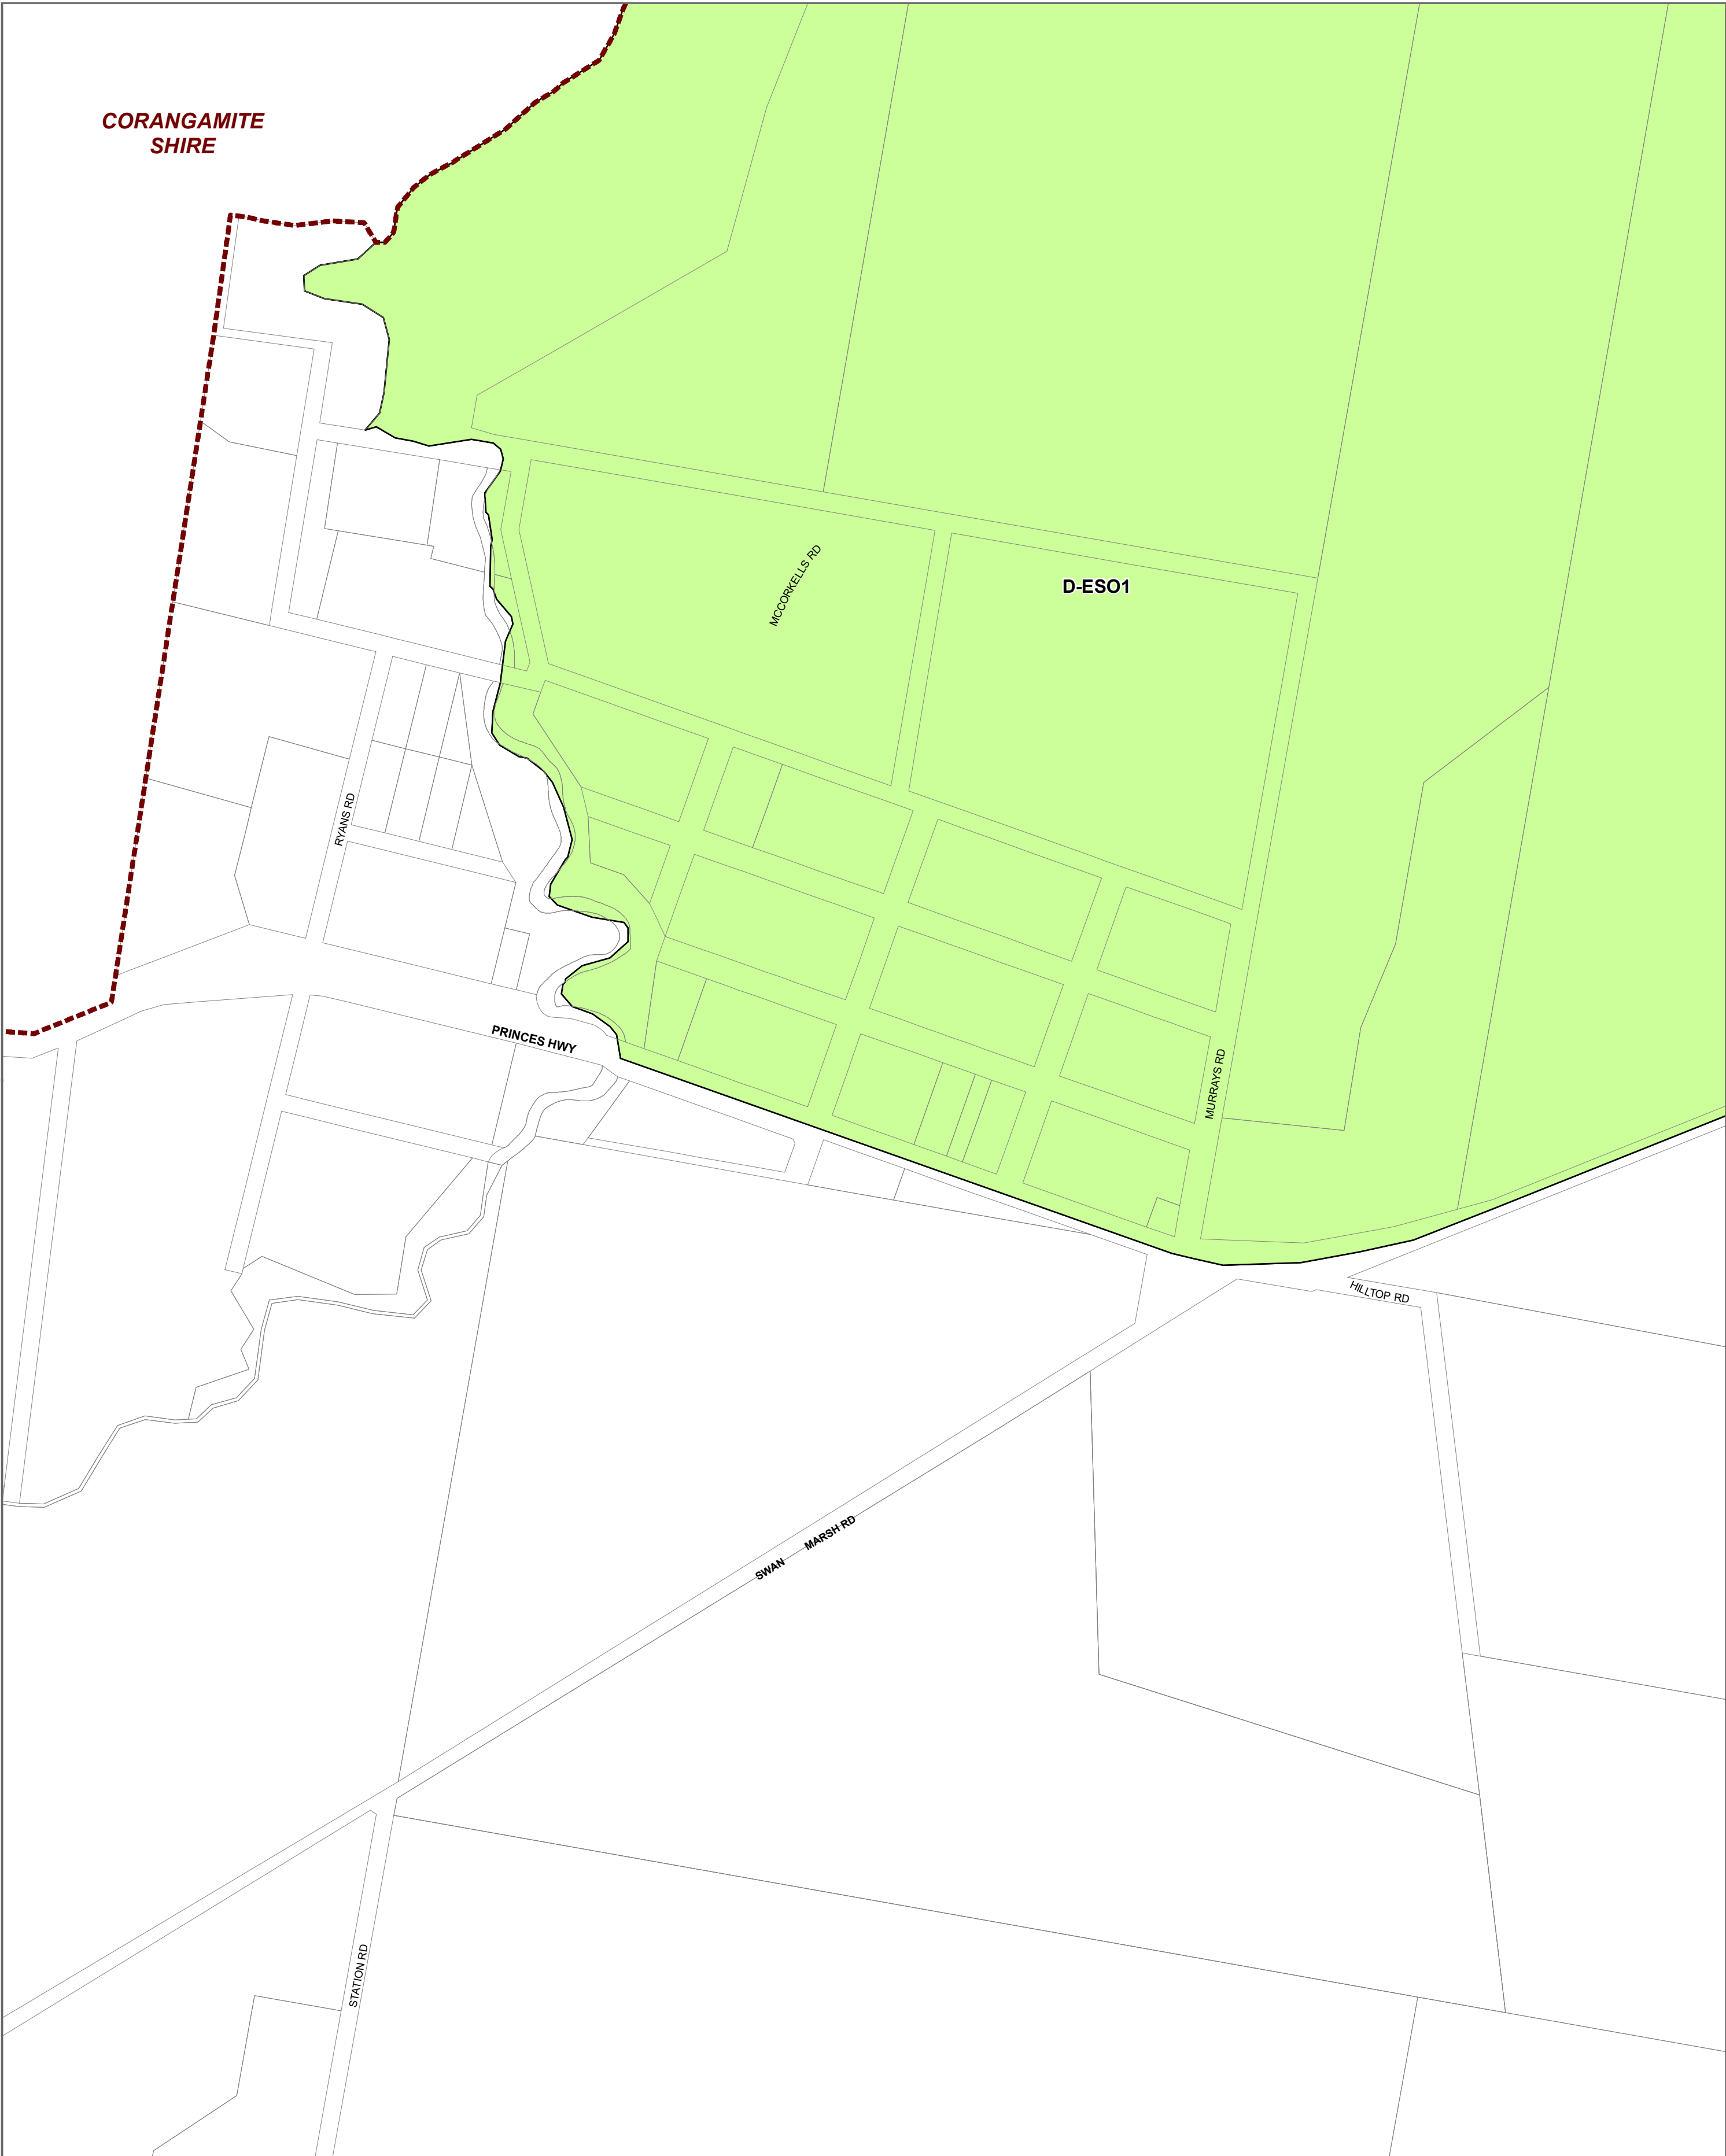 CORANGAMITE
SHIRE
MCCORKELLS RD
D-ESO1
RYANS RD
PRINCES HWY
MURRAYS RD
HILLTOP RD
SWAN MARSH RD
STATION RD